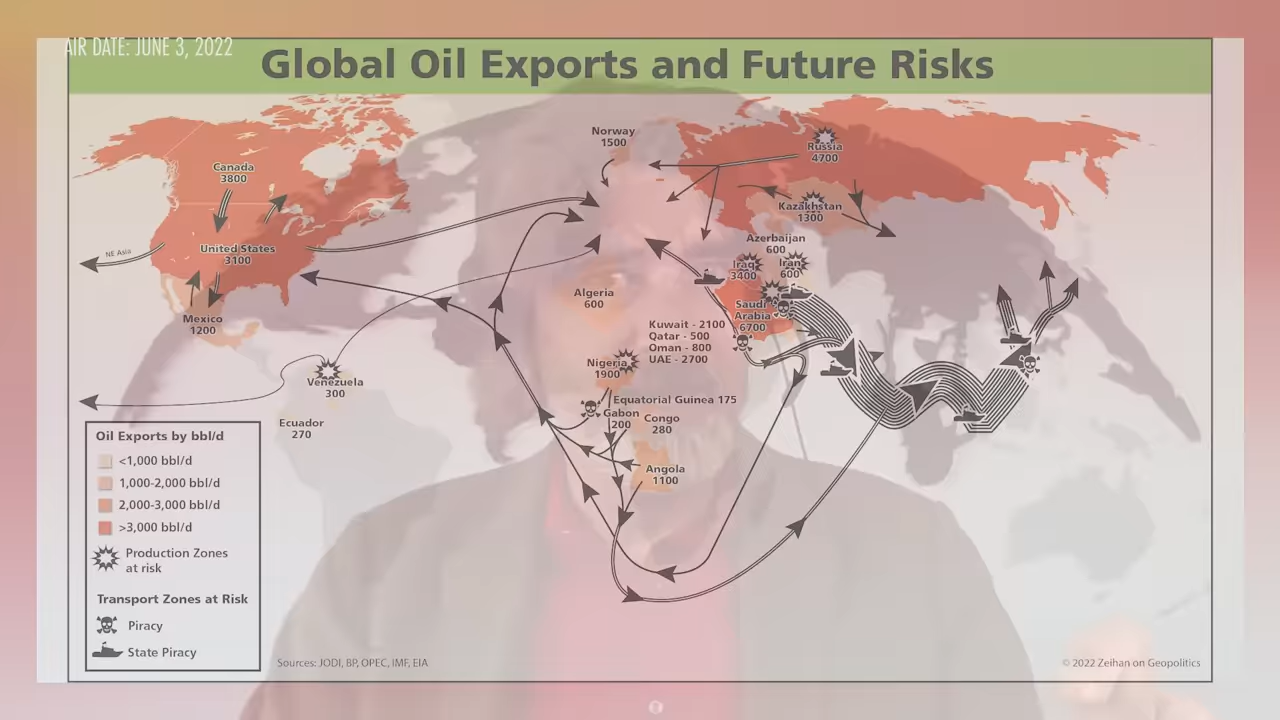 AIR DATE: JUNE 3, 2022
Global Oil Exports and Future Risks
Norway
1500
Russia
4700
Canada
3800
Kazakhstan
1300
NE Asia
United States
3100
Azerbaijan
600
Iraq
3400
Iran
600
Algeria
600
Saudi
Arabia
6700
Mexico
1200
Kuwait - 2100
Qatar - 500
Oman - 800
UAE - 2700
Nigeria
1900
Venezuela
300
Equatorial Guinea 175
Gabon
200
Congo
280
Ecuador
270
Angola
1100
Oil Exports by bbl/d
<1,000 bbl/d
1,000-2,000 bbl/d
2,000-3,000 bbl/d
>3,000 bbl/d
Production Zones
at risk
Transport Zones at Risk
Piracy
State Piracy
Sources: JODI, BP, OPEC, IMF, EIA
© 2022 Zeihan on Geopolitics